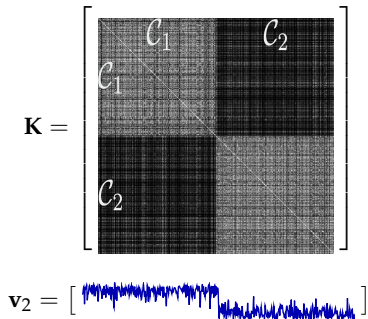 C₁ C₂
C₁
K =
C₂
v₂ = [ ]